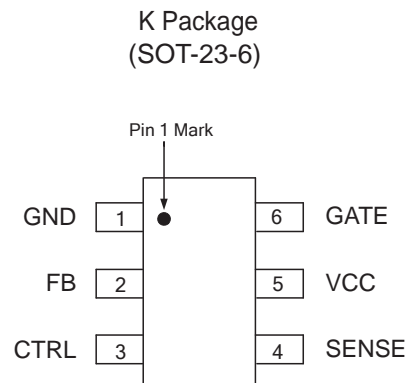 K Package
(SOT-23-6)
Pin 1 Mark
GND 1 6 GATE
FB 2 5 VCC
CTRL 3 4 SENSE